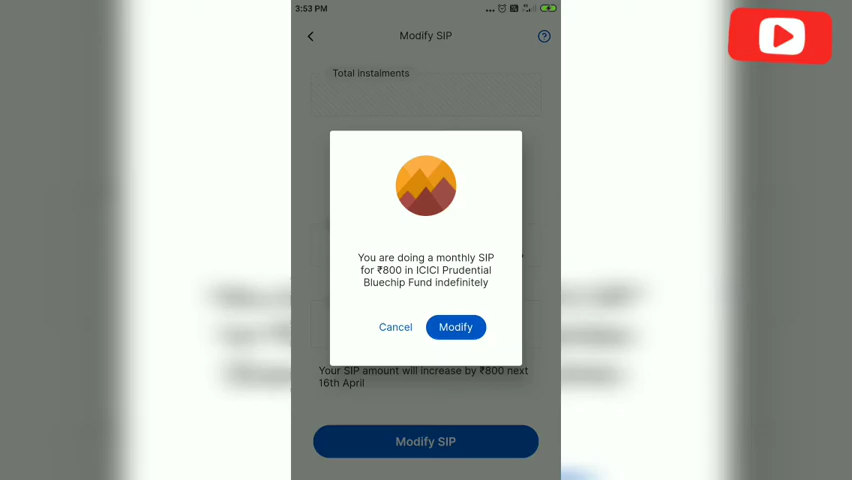 3:53 PM
Modify SIP
Total instalments
You are doing a monthly SIP
for ₹800 in ICICI Prudential
Bluechip Fund indefinitely
Cancel
Modify
Your SIP amount will increase by ₹800 next
16th April
Modify SIP